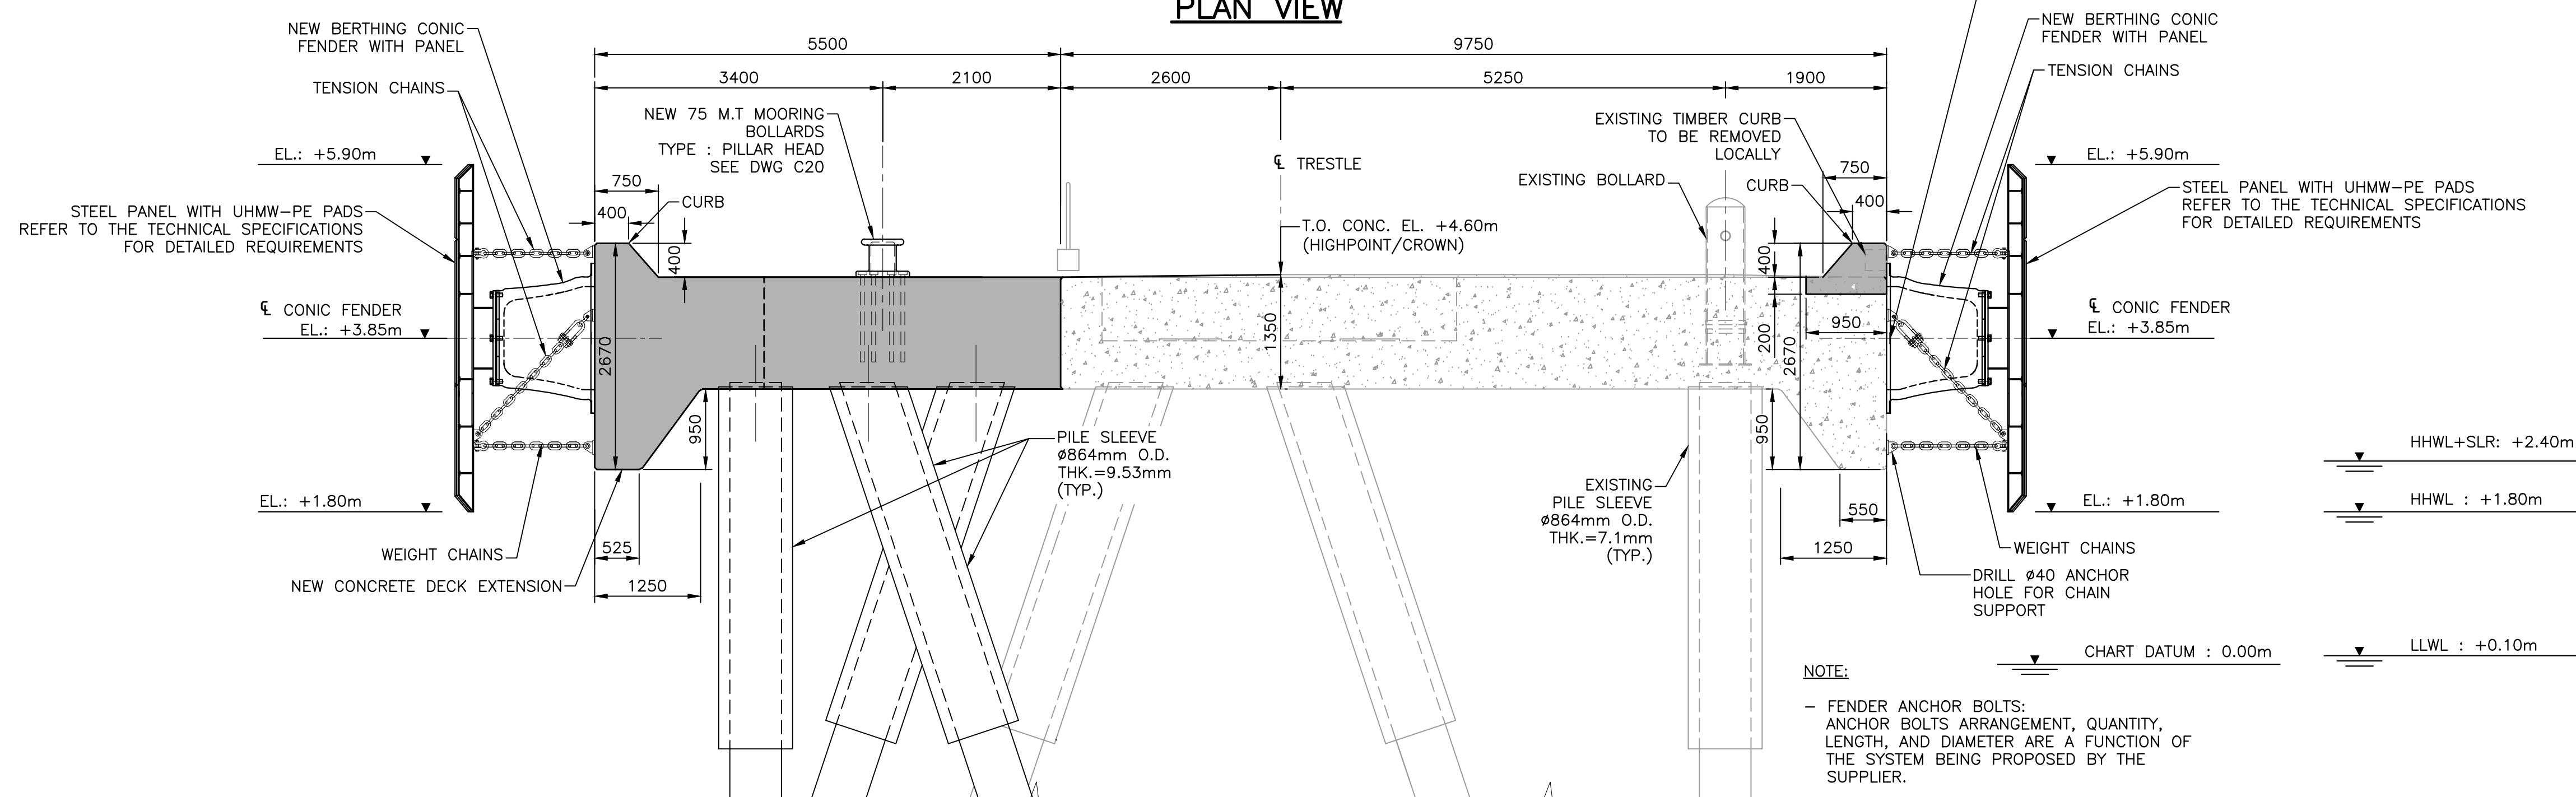 PLAN VIEW
NEW BERTHING CONIC
FENDER WITH PANEL
TENSION CHAINS
5500
9750
3400
2100
2600
5250
1900
NEW BERTHING CONIC
FENDER WITH PANEL
TENSION CHAINS
NEW 75 M.T MOORING
BOLLARDS
TYPE : PILLAR HEAD
SEE DWG C20
EXISTING TIMBER CURB
TO BE REMOVED
LOCALLY
EL.: +5.90m
℄ TRESTLE
EL.: +5.90m
750
400
CURB
400
EXISTING BOLLARD
CURB
750
400
400
STEEL PANEL WITH UHMW-PE PADS
REFER TO THE TECHNICAL SPECIFICATIONS
FOR DETAILED REQUIREMENTS
STEEL PANEL WITH UHMW-PE PADS
REFER TO THE TECHNICAL SPECIFICATIONS
FOR DETAILED REQUIREMENTS
T.O. CONC. EL. +4.60m
(HIGHPOINT/CROWN)
℄ CONIC FENDER
EL.: +3.85m
2670
1350
200
950
2670
℄ CONIC FENDER
EL.: +3.85m
950
950
PILE SLEEVE
ø864mm O.D.
THK.=9.53mm
(TYP.)
EXISTING
PILE SLEEVE
ø864mm O.D.
THK.=7.1mm
(TYP.)
HHWL+SLR: +2.40m
EL.: +1.80m
EL.: +1.80m
HHWL : +1.80m
525
1250
550
1250
WEIGHT CHAINS
NEW CONCRETE DECK EXTENSION
WEIGHT CHAINS
DRILL ø40 ANCHOR
HOLE FOR CHAIN
SUPPORT
CHART DATUM : 0.00m
LLWL : +0.10m
NOTE:
- FENDER ANCHOR BOLTS:
ANCHOR BOLTS ARRANGEMENT, QUANTITY,
LENGTH, AND DIAMETER ARE A FUNCTION OF
THE SYSTEM BEING PROPOSED BY THE
SUPPLIER.